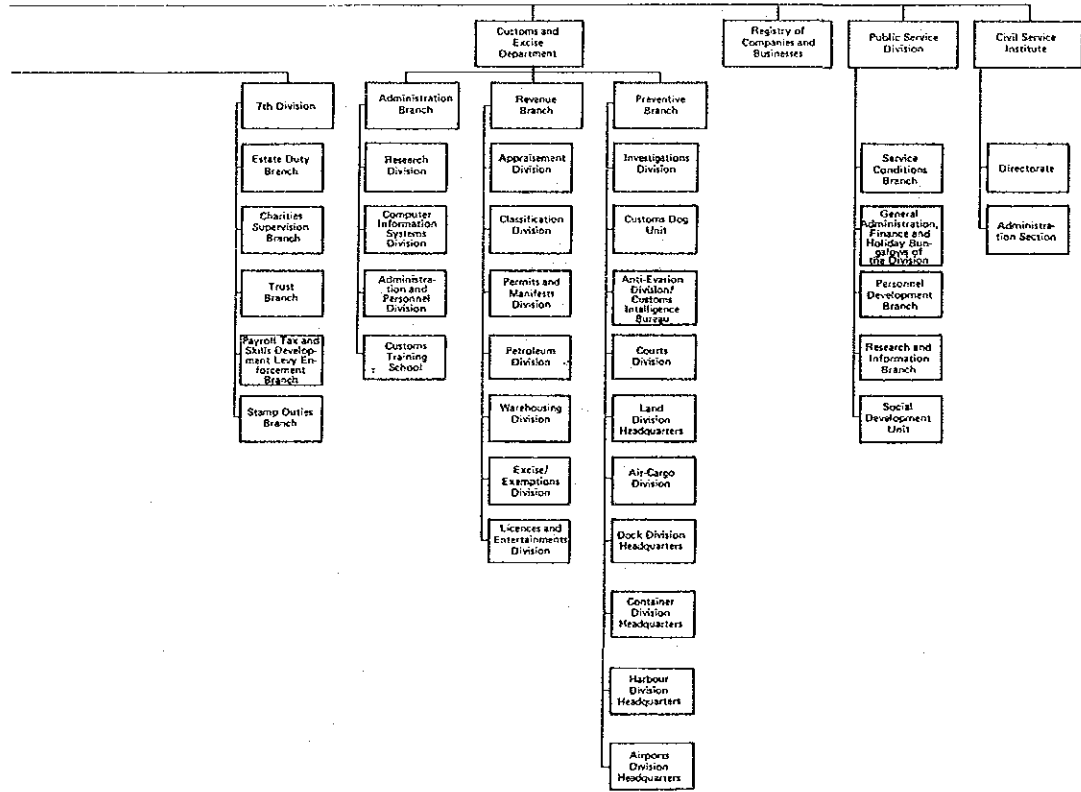 Customs and
Excise
Department
Registry of
Companies and
Businesses
Public Service
Division
Civil Service
Institute
7th Division
Estate Duty
Branch
Charities
Supervision
Branch
Trust
Branch
Payroll Tax and
Skills Develop-
ment Levy En-
forcement
Branch
Stamp Duties
Branch
Administration
Branch
Research
Division
Computer
Information
Systems
Division
Administra-
tion and
Personnel
Division
Customs
Training
School
Revenue
Branch
Appraisement
Division
Classification
Division
Permits and
Manifests
Division
Petroleum
Division
Warehousing
Division
Excise/
Exemptions
Division
Licences and
Entertainments
Division
Preventive
Branch
Investigations
Division
Customs Dog
Unit
Anti-Evasion
Division/
Customs
Intelligence
Bureau
Courts
Division
Land
Division
Headquarters
Air-Cargo
Division
Dock Division
Headquarters
Container
Division
Headquarters
Harbour
Division
Headquarters
Airports
Division
Headquarters
Service
Conditions
Branch
General
Administration,
Finance and
Holiday Bun-
galows of
the Division
Personnel
Development
Branch
Research and
Information
Branch
Social
Development
Unit
Directorate
Administra-
tion Section